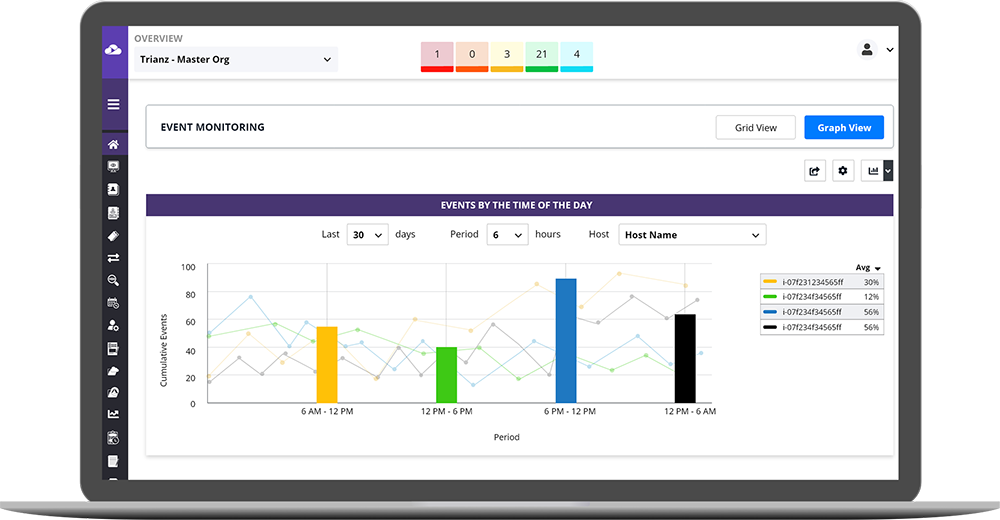 OVERVIEW
Trianz - Master Org
1 0 3 21 4
EVENT MONITORING
Grid View
Graph View
EVENTS BY THE TIME OF THE DAY
Last 30 days Period 6 hours Host Host Name
Avg
i-07f231234565ff 30%
i-07f234f34565ff 12%
i-07f234f34565ff 56%
i-07f234f34565ff 56%
Cumulative Events
100
80
60
40
20
0
6 AM - 12 PM 12 PM - 6 PM 6 PM - 12 PM 12 PM - 6 AM
Period